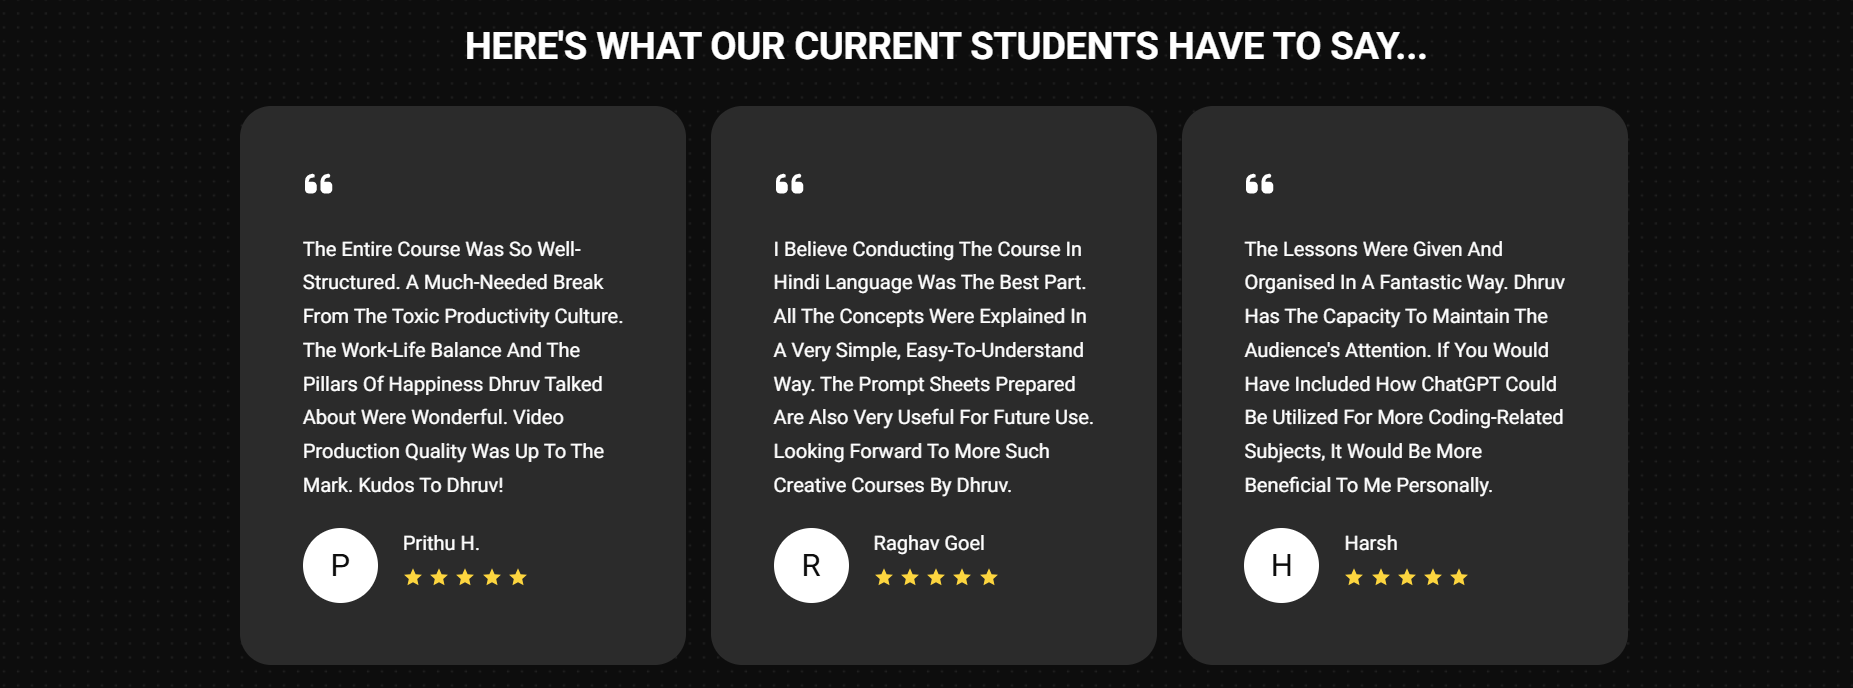 HERE'S WHAT OUR CURRENT STUDENTS HAVE TO SAY...
“
The Entire Course Was So Well-
Structured. A Much-Needed Break
From The Toxic Productivity Culture.
The Work-Life Balance And The
Pillars Of Happiness Dhruv Talked
About Were Wonderful. Video
Production Quality Was Up To The
Mark. Kudos To Dhruv!
P
Prithu H.
“
I Believe Conducting The Course In
Hindi Language Was The Best Part.
All The Concepts Were Explained In
A Very Simple, Easy-To-Understand
Way. The Prompt Sheets Prepared
Are Also Very Useful For Future Use.
Looking Forward To More Such
Creative Courses By Dhruv.
R
Raghav Goel
“
The Lessons Were Given And
Organised In A Fantastic Way. Dhruv
Has The Capacity To Maintain The
Audience's Attention. If You Would
Have Included How ChatGPT Could
Be Utilized For More Coding-Related
Subjects, It Would Be More
Beneficial To Me Personally.
H
Harsh